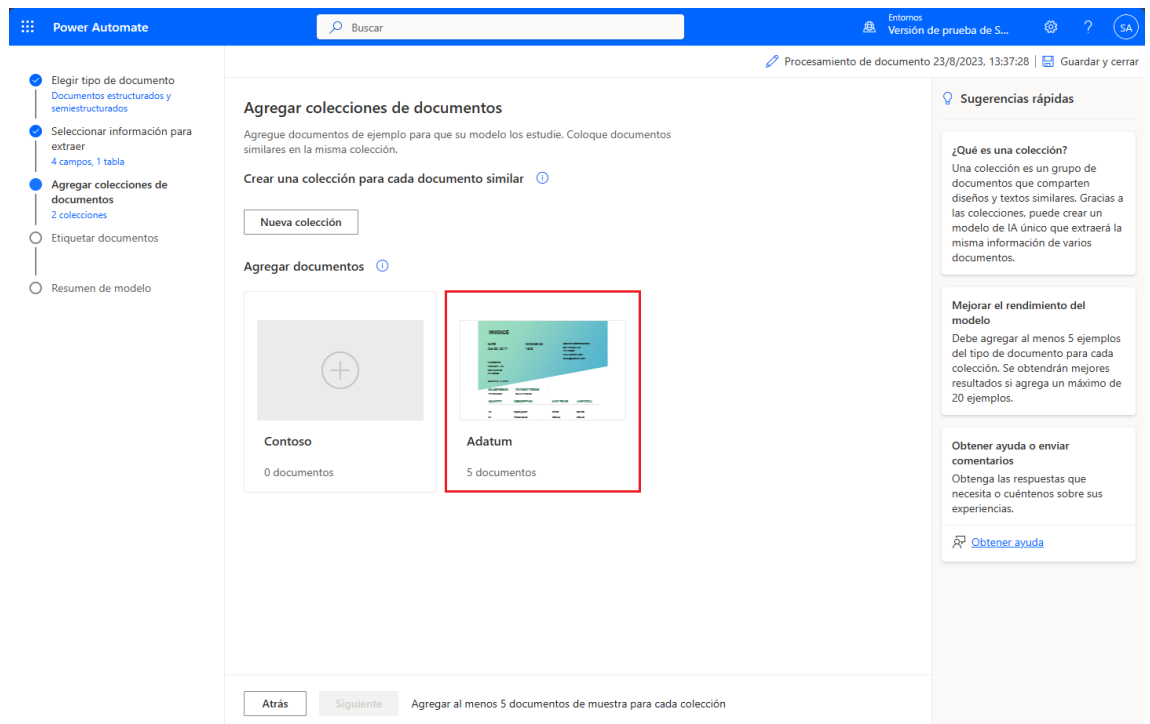 Power Automate
Buscar
Entornos
Versión de prueba de S...
?
SA
Procesamiento de documento 23/8/2023, 13:37:28
Guardar y cerrar
Elegir tipo de documento
Documentos estructurados y
semiestructurados
Seleccionar información para
extraer
4 campos, 1 tabla
Agregar colecciones de
documentos
2 colecciones
Etiquetar documentos
Resumen de modelo
Agregar colecciones de documentos
Agregue documentos de ejemplo para que su modelo los estudie. Coloque documentos
similares en la misma colección.
Crear una colección para cada documento similar
Nueva colección
Agregar documentos
Contoso
0 documentos
INVOICE
Adatum
5 documentos
Atrás
Siguiente
Agregar al menos 5 documentos de muestra para cada colección
Sugerencias rápidas
¿Qué es una colección?
Una colección es un grupo de
documentos que comparten
diseños y textos similares. Gracias a
las colecciones, puede crear un
modelo de IA único que extraerá la
misma información de varios
documentos.
Mejorar el rendimiento del
modelo
Debe agregar al menos 5 ejemplos
del tipo de documento para cada
colección. Se obtendrán mejores
resultados si agrega un máximo de
20 ejemplos.
Obtener ayuda o enviar
comentarios
Obtenga las respuestas que
necesita o cuéntenos sobre sus
experiencias.
Obtener ayuda